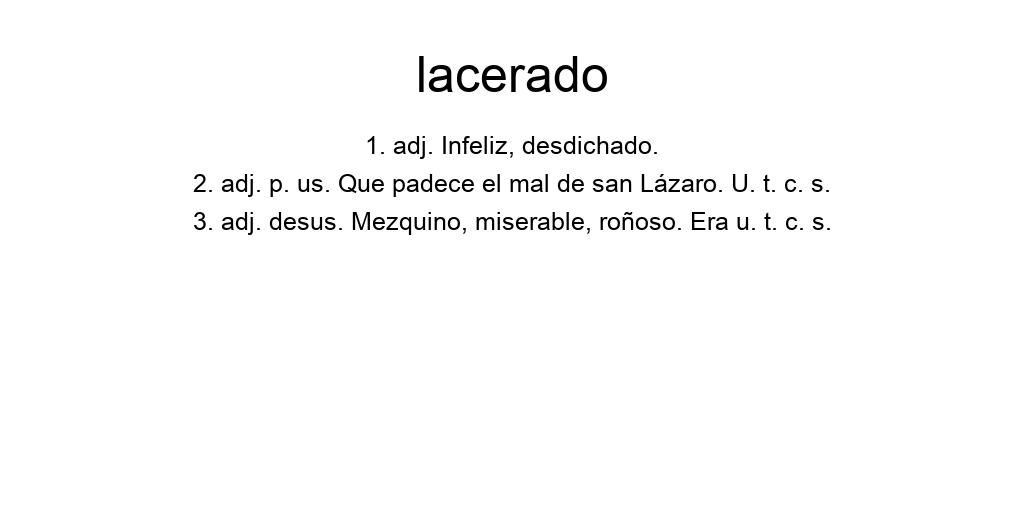 lacerado
1. adj. Infeliz, desdichado.
2. adj. p. us. Que padece el mal de san Lázaro. U. t. c. s.
3. adj. desus. Mezquino, miserable, roñoso. Era u. t. c. s.